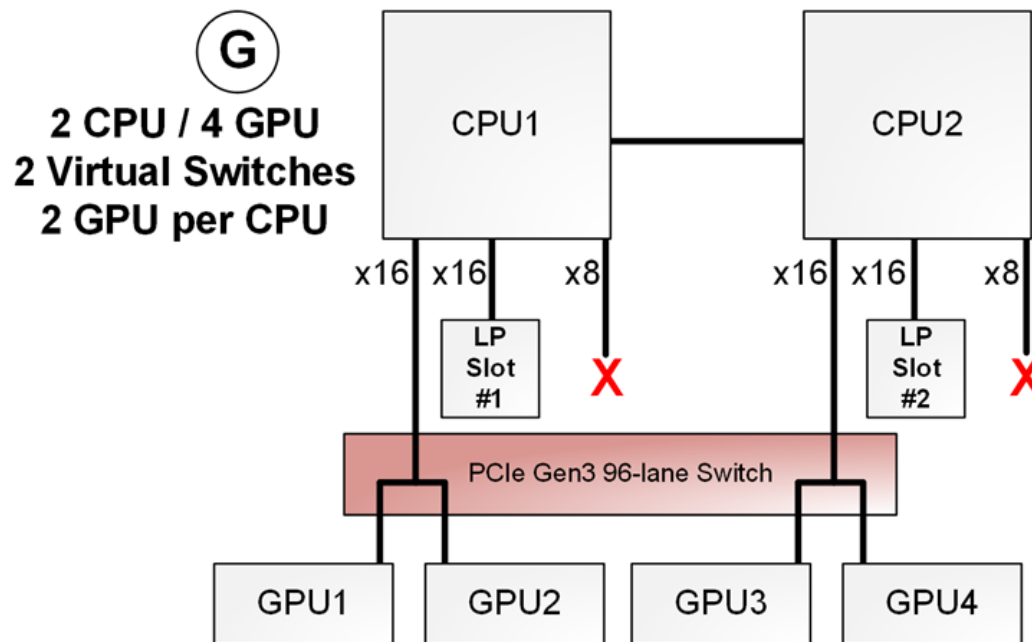 G
2 CPU / 4 GPU
2 Virtual Switches
2 GPU per CPU
CPU1
CPU2
x16
x16
x8
x16
x16
x8
LP
Slot
#1
X
LP
Slot
#2
X
PCIe Gen3 96-lane Switch
GPU1
GPU2
GPU3
GPU4